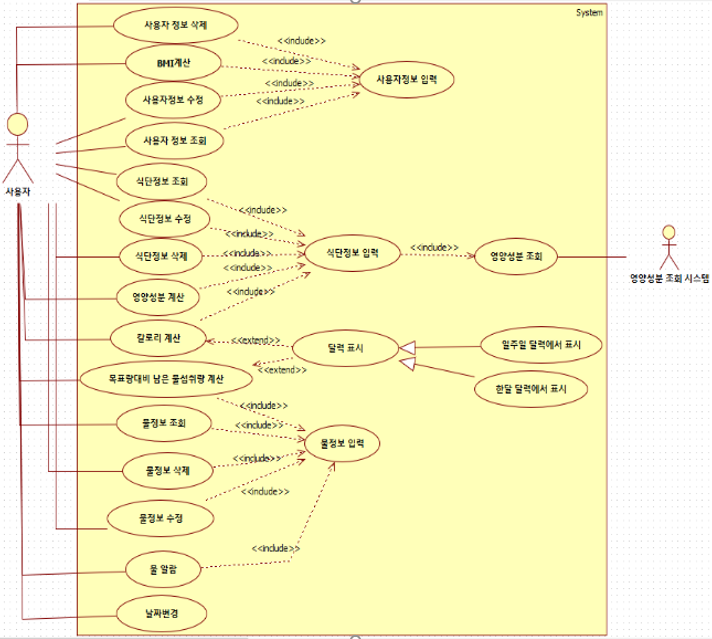 System
사용자 정보 삭제
<<include>>
BMI계산
<<include>>
사용자정보 입력
사용자정보 수정
<<include>>
<<include>>
사용자 정보 조회
사용자
식단정보 조회
<<include>>
식단정보 수정
<<include>>
식단정보 입력
<<include>>
영양성분 조회
식단정보 삭제
<<include>>
<<include>>
영양성분 조회 시스템
영양성분 계산
<<include>>
칼로리 계산
<<extend>>
달력 표시
일주일 달력에서 표시
<<extend>>
목표량대비 남은 물섭취량 계산
한달 달력에서 표시
<<include>>
물정보 조회
<<include>>
물정보 입력
<<include>>
물정보 삭제
<<include>>
물정보 수정
<<include>>
물 알람
날짜변경